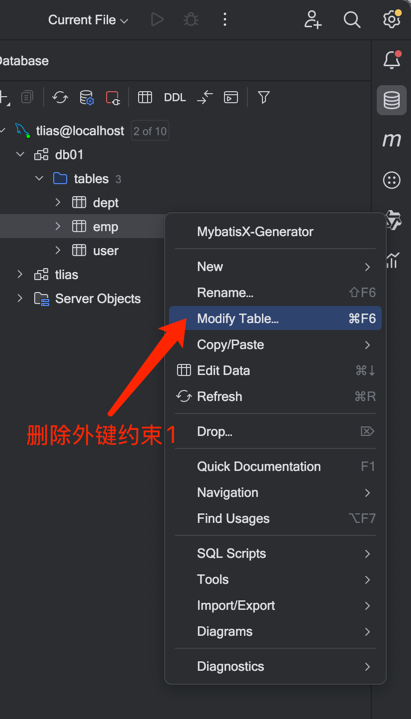 Current File
Database
DDL
tlias@localhost 2 of 10
db01
tables 3
dept
emp
user
tlias
Server Objects
MybatisX-Generator
New
Rename... ⇧F6
Modify Table... ⌘F6
Copy/Paste
Edit Data ⌘↓
Refresh ⌘R
Drop... ⌦
Quick Documentation F1
Navigation
Find Usages ⌥F7
SQL Scripts
Tools
Import/Export
Diagrams
Diagnostics
删除外键约束1
m